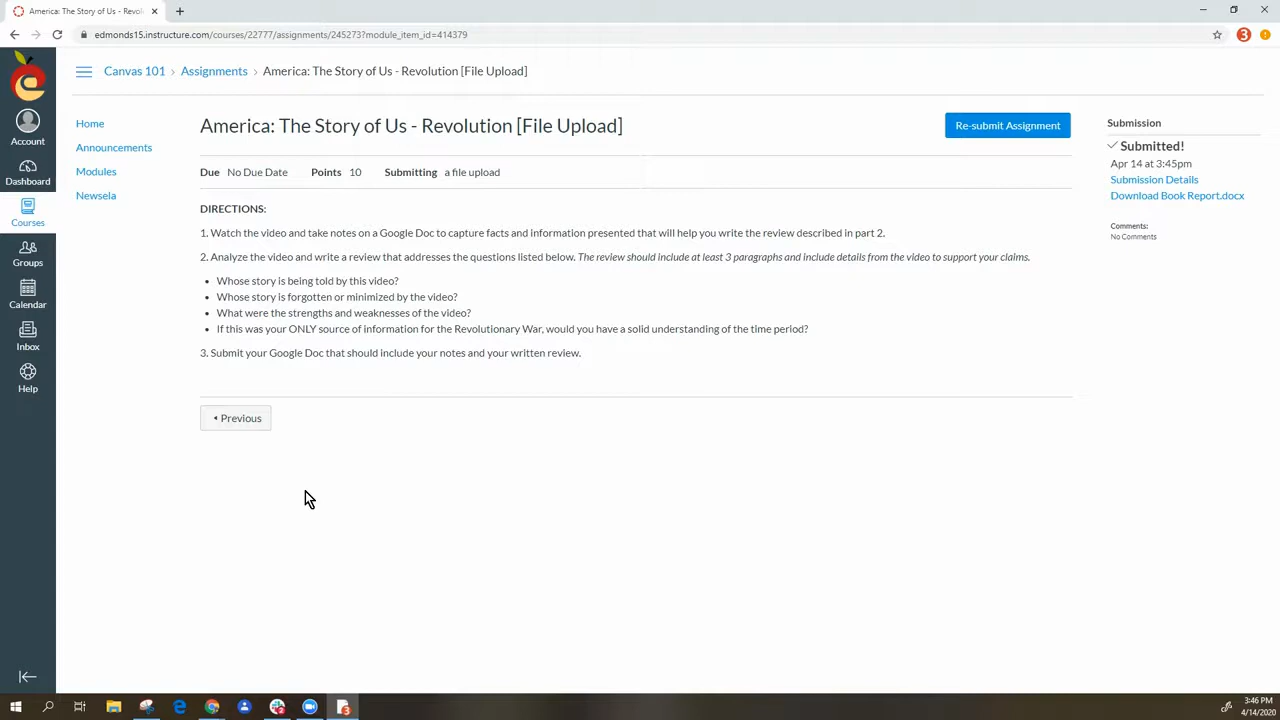 America: The Story of Us - Revol
edmonds15.instructure.com/courses/22777/assignments/245273?module_item_id=414379
3
Canvas 101 › Assignments › America: The Story of Us - Revolution [File Upload]
Account
Dashboard
Courses
Groups
Calendar
Inbox
Help
Home
Announcements
Modules
Newsela
America: The Story of Us - Revolution [File Upload]
Re-submit Assignment
Due No Due Date Points 10 Submitting a file upload
DIRECTIONS:
1. Watch the video and take notes on a Google Doc to capture facts and information presented that will help you write the review described in part 2.
2. Analyze the video and write a review that addresses the questions listed below. The review should include at least 3 paragraphs and include details from the video to support your claims.
• Whose story is being told by this video?
• Whose story is forgotten or minimized by the video?
• What were the strengths and weaknesses of the video?
• If this was your ONLY source of information for the Revolutionary War, would you have a solid understanding of the time period?
3. Submit your Google Doc that should include your notes and your written review.
Previous
Submission
Submitted!
Apr 14 at 3:45pm
Submission Details
Download Book Report.docx
Comments:
No Comments
3:46 PM
4/14/2020